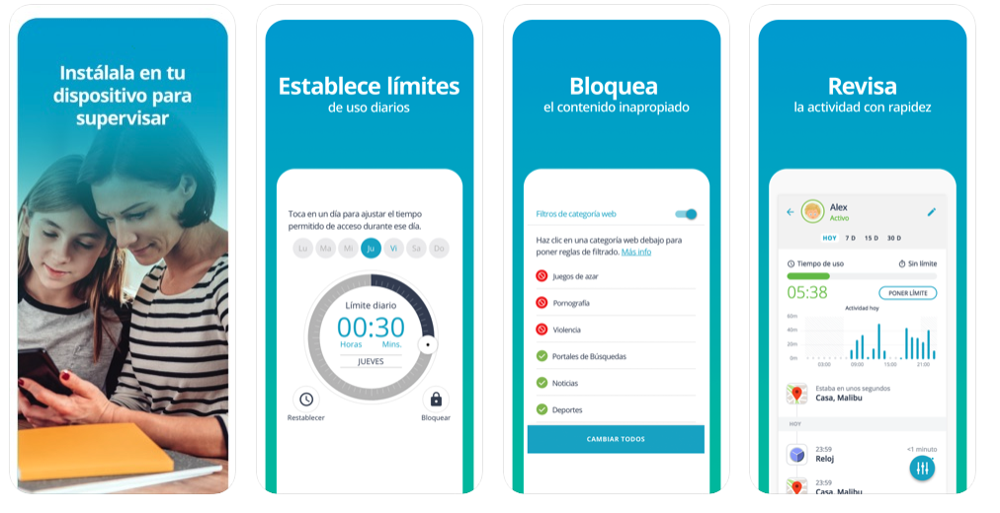 Instálala en tu
dispositivo para
supervisar
Establece límites
de uso diarios
Toca en un día para ajustar el tiempo
permitido de acceso durante ese día.
Lu Ma Mi Ju Vi Sa Do
Límite diario
00:30
Horas Mins.
JUEVES
Restablecer Bloquear
Bloquea
el contenido inapropiado
Filtros de categoría web
Haz clic en una categoría web debajo para
poner reglas de filtrado. Más info
Juegos de azar
Pornografía
Violencia
Portales de Búsquedas
Noticias
Deportes
CAMBIAR TODOS
Revisa
la actividad con rapidez
Alex
Activo
HOY 7 D 15 D 30 D
Tiempo de uso Sin límite
05:38 PONER LÍMITE
Actividad hoy
60m
40m
20m
0m
03:00 09:00 15:00 21:00
Estaba en unos segundos
Casa, Malibu
HOY
23:59 <1 minuto
Reloj
23:59
Casa, Malibu